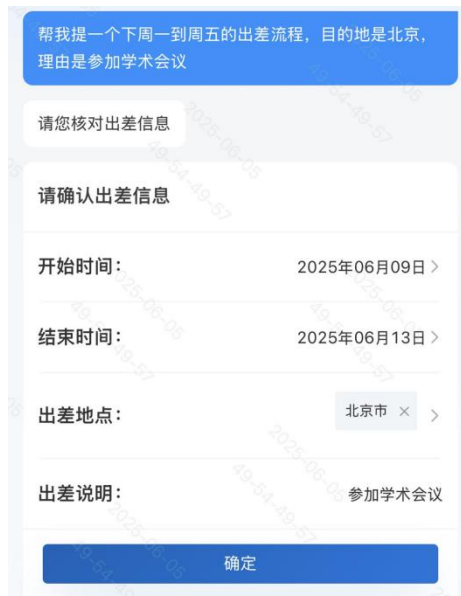 帮我提一个下周一到周五的出差流程，目的地是北京，
理由是参加学术会议
请您核对出差信息
请确认出差信息
开始时间：
2025年06月09日 >
结束时间：
2025年06月13日 >
出差地点：
北京市 × >
出差说明：
参加学术会议
确定